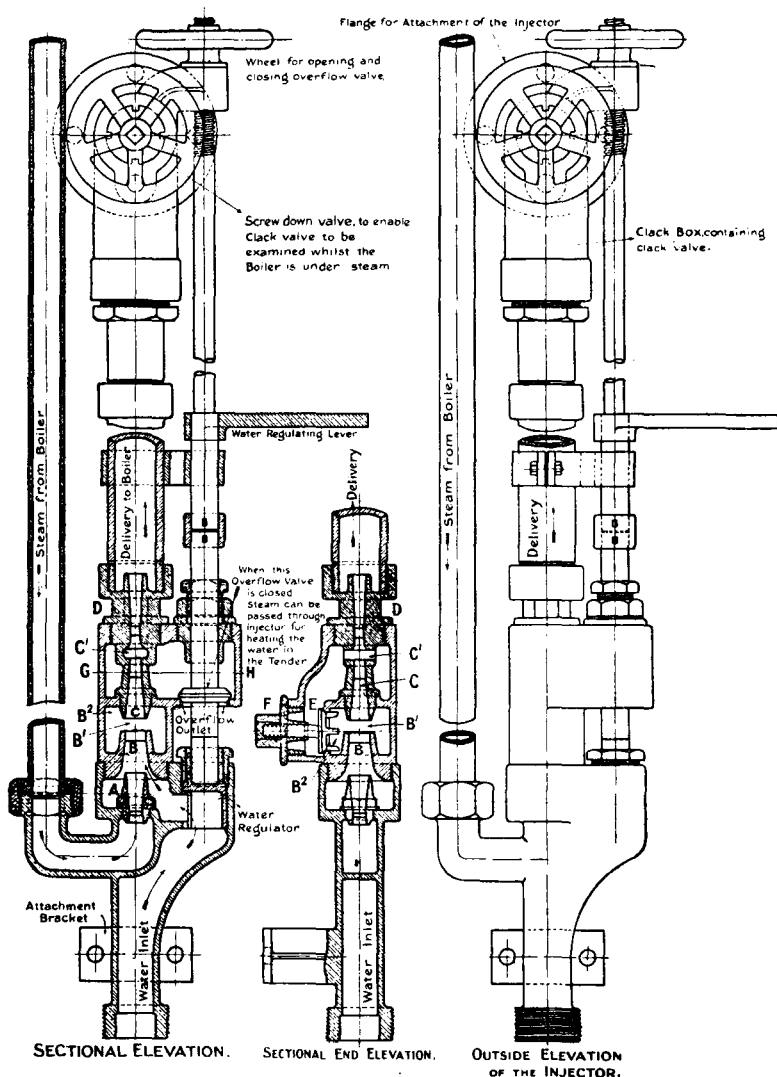 Flange for Attachment of the Injector
Wheel for opening and
closing overflow valve
Screw down valve, to enable
Clack valve to be
examined whilst the
Boiler is under steam
Clack Box, containing
clack valve.
Steam from Boiler
Delivery to Boiler
Water Regulating Lever
Delivery
Steam from Boiler
Delivery
When this
Overflow Valve
is closed
Steam can be
passed through
injector for
heating the
water in
the Tender
D
D
C'
G
H
C'
C
B²
C
B'
B
Overflow
Outlet
F
E
B'
B
B²
A
Water
Regulator
Attachment
Bracket
Water Inlet
Water Inlet
SECTIONAL ELEVATION.
SECTIONAL END ELEVATION.
OUTSIDE ELEVATION
OF THE INJECTOR.